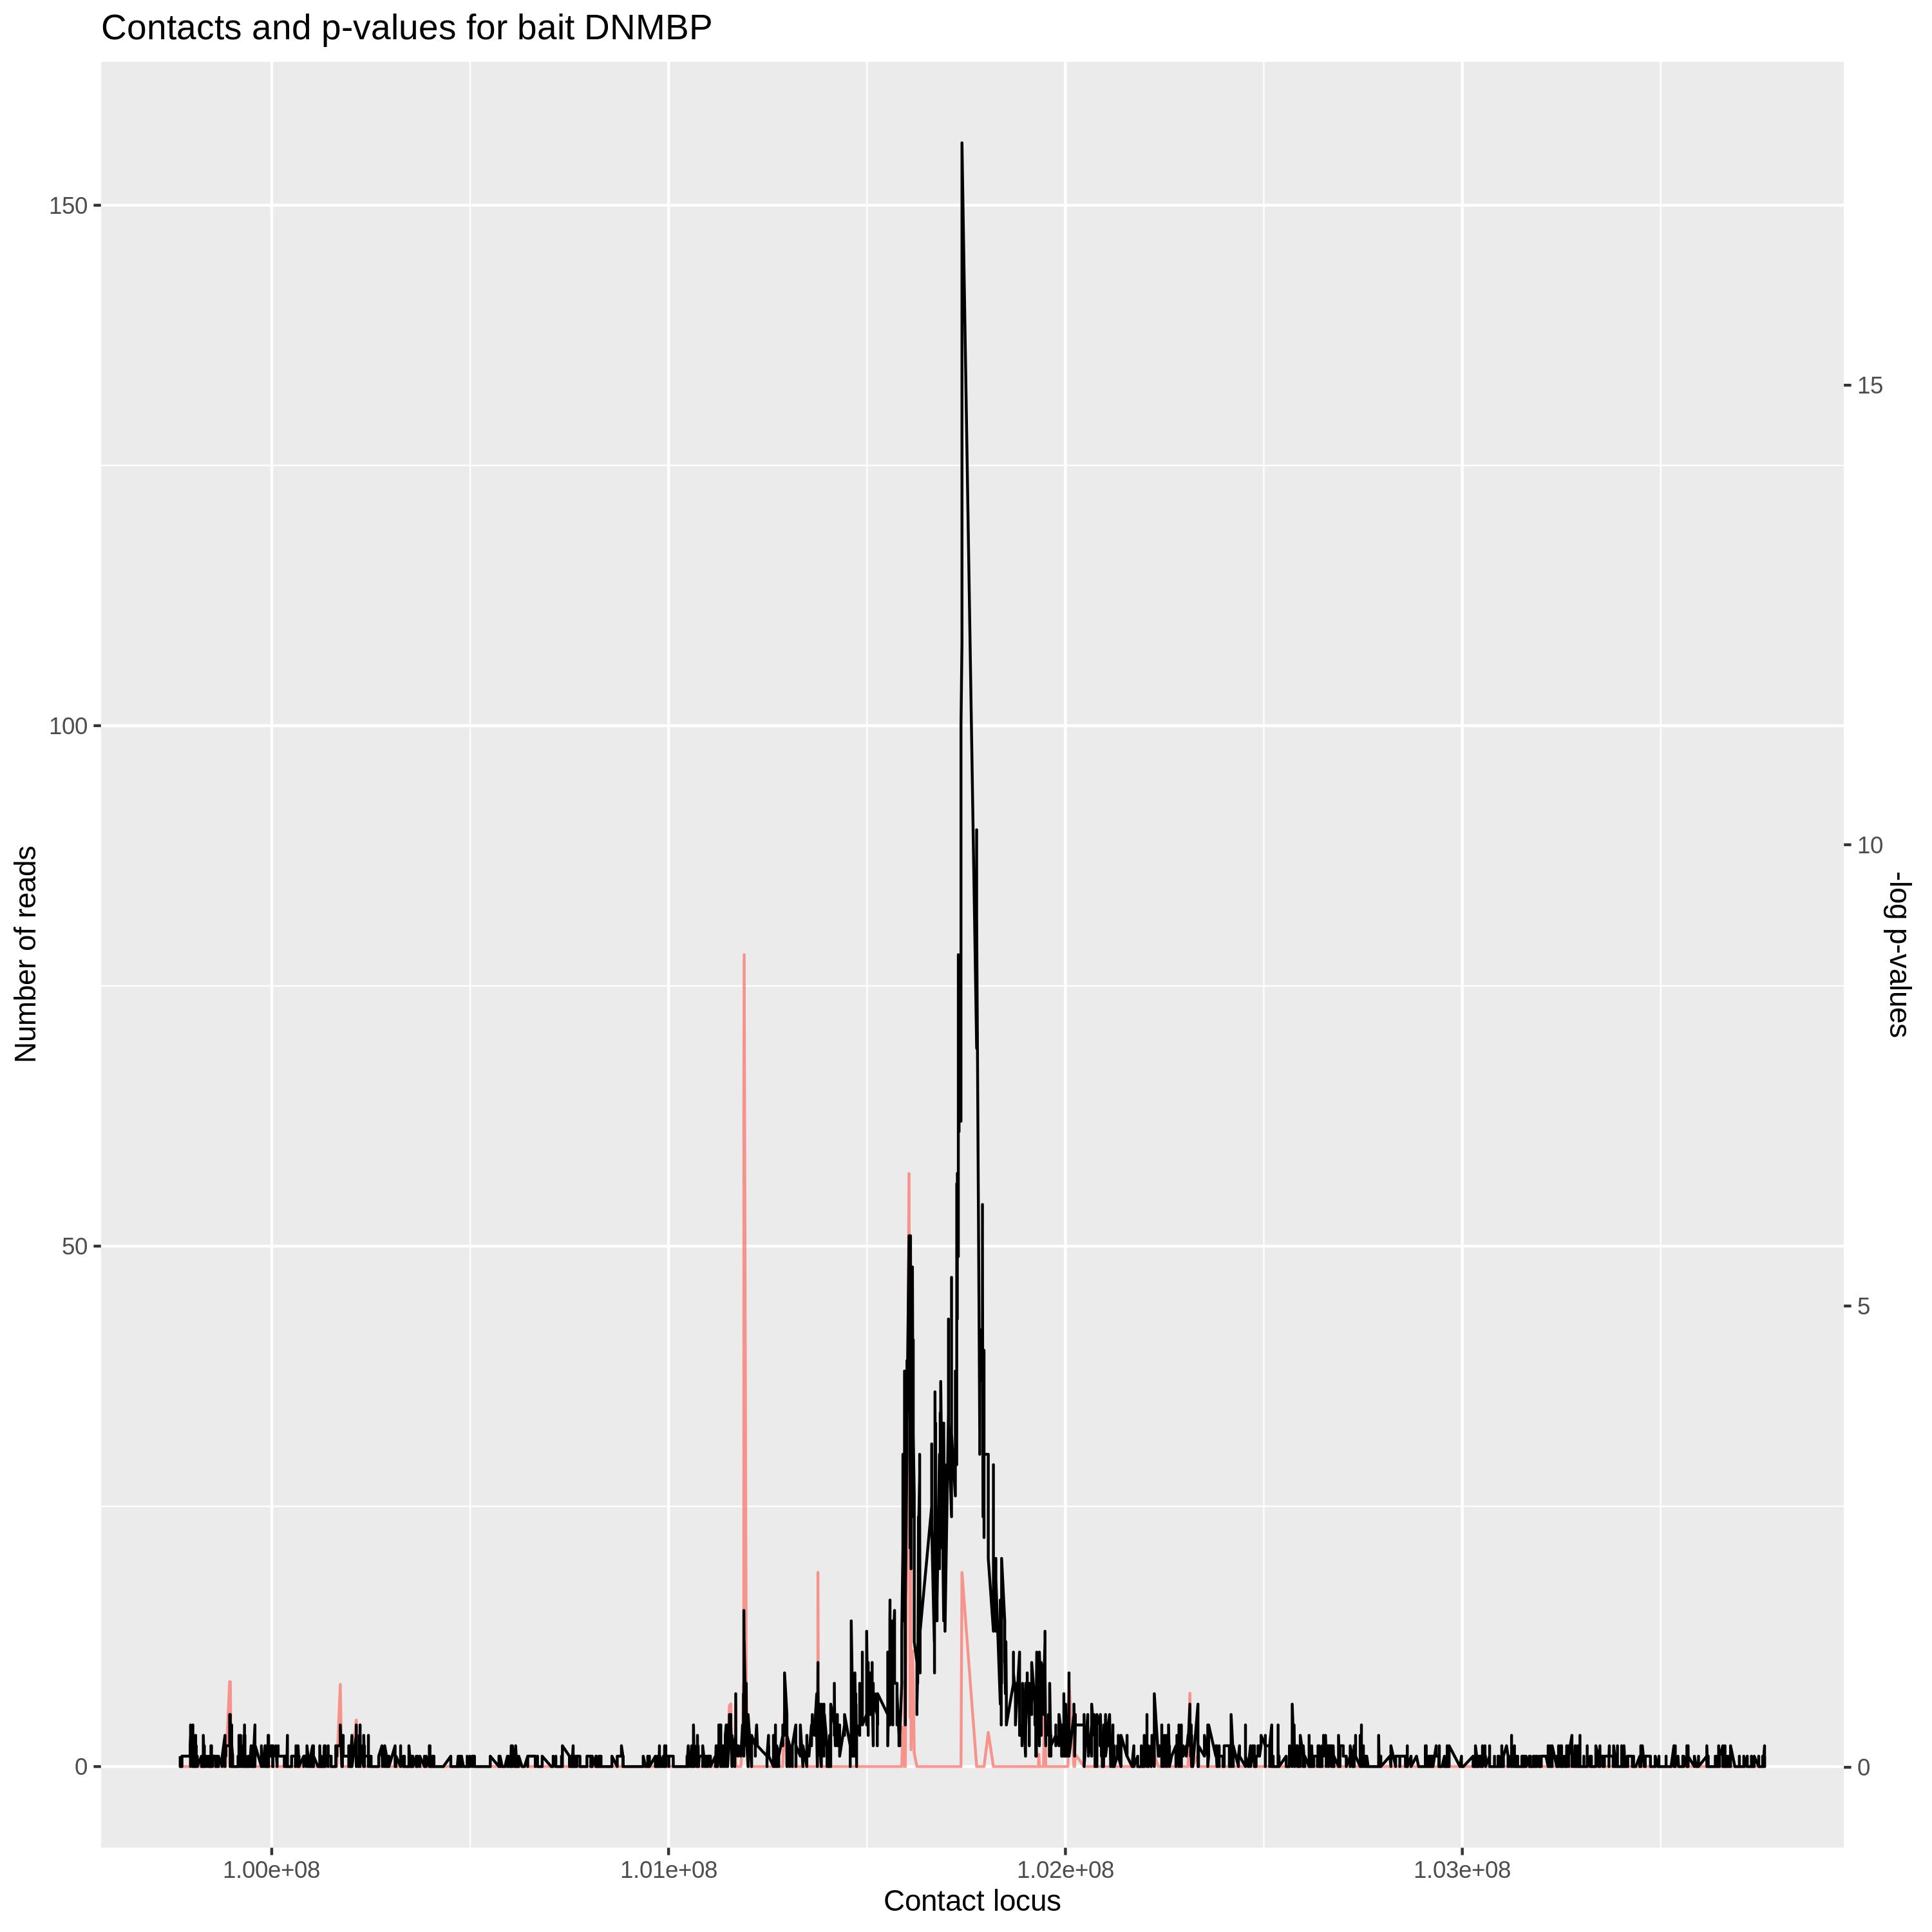 Contacts and p-values for bait DNMBP
150
100
50
0
Number of reads
15
10
5
0
-log p-values
1.00e+08
1.01e+08
1.02e+08
1.03e+08
Contact locus